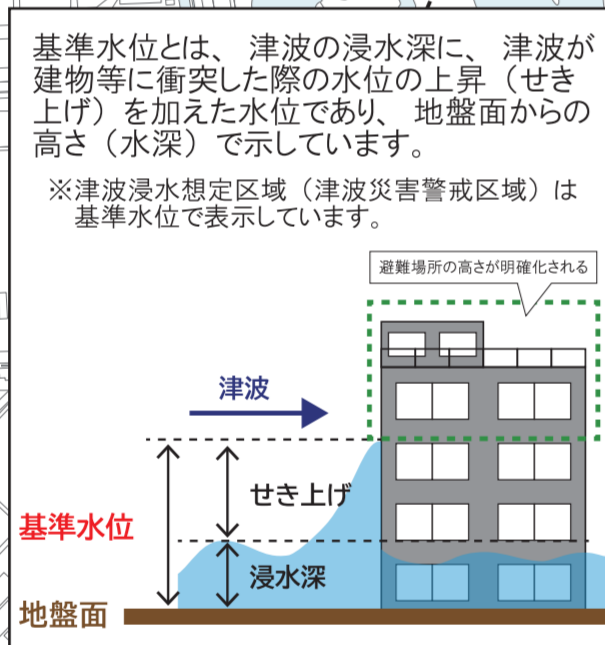 基準水位とは、津波の浸水深に、津波が
建物等に衝突した際の水位の上昇（せき
上げ）を加えた水位であり、地盤面からの
高さ（水深）で示しています。
※津波浸水想定区域（津波災害警戒区域）は
基準水位で表示しています。
避難場所の高さが明確化される
津波
せき上げ
基準水位
浸水深
地盤面